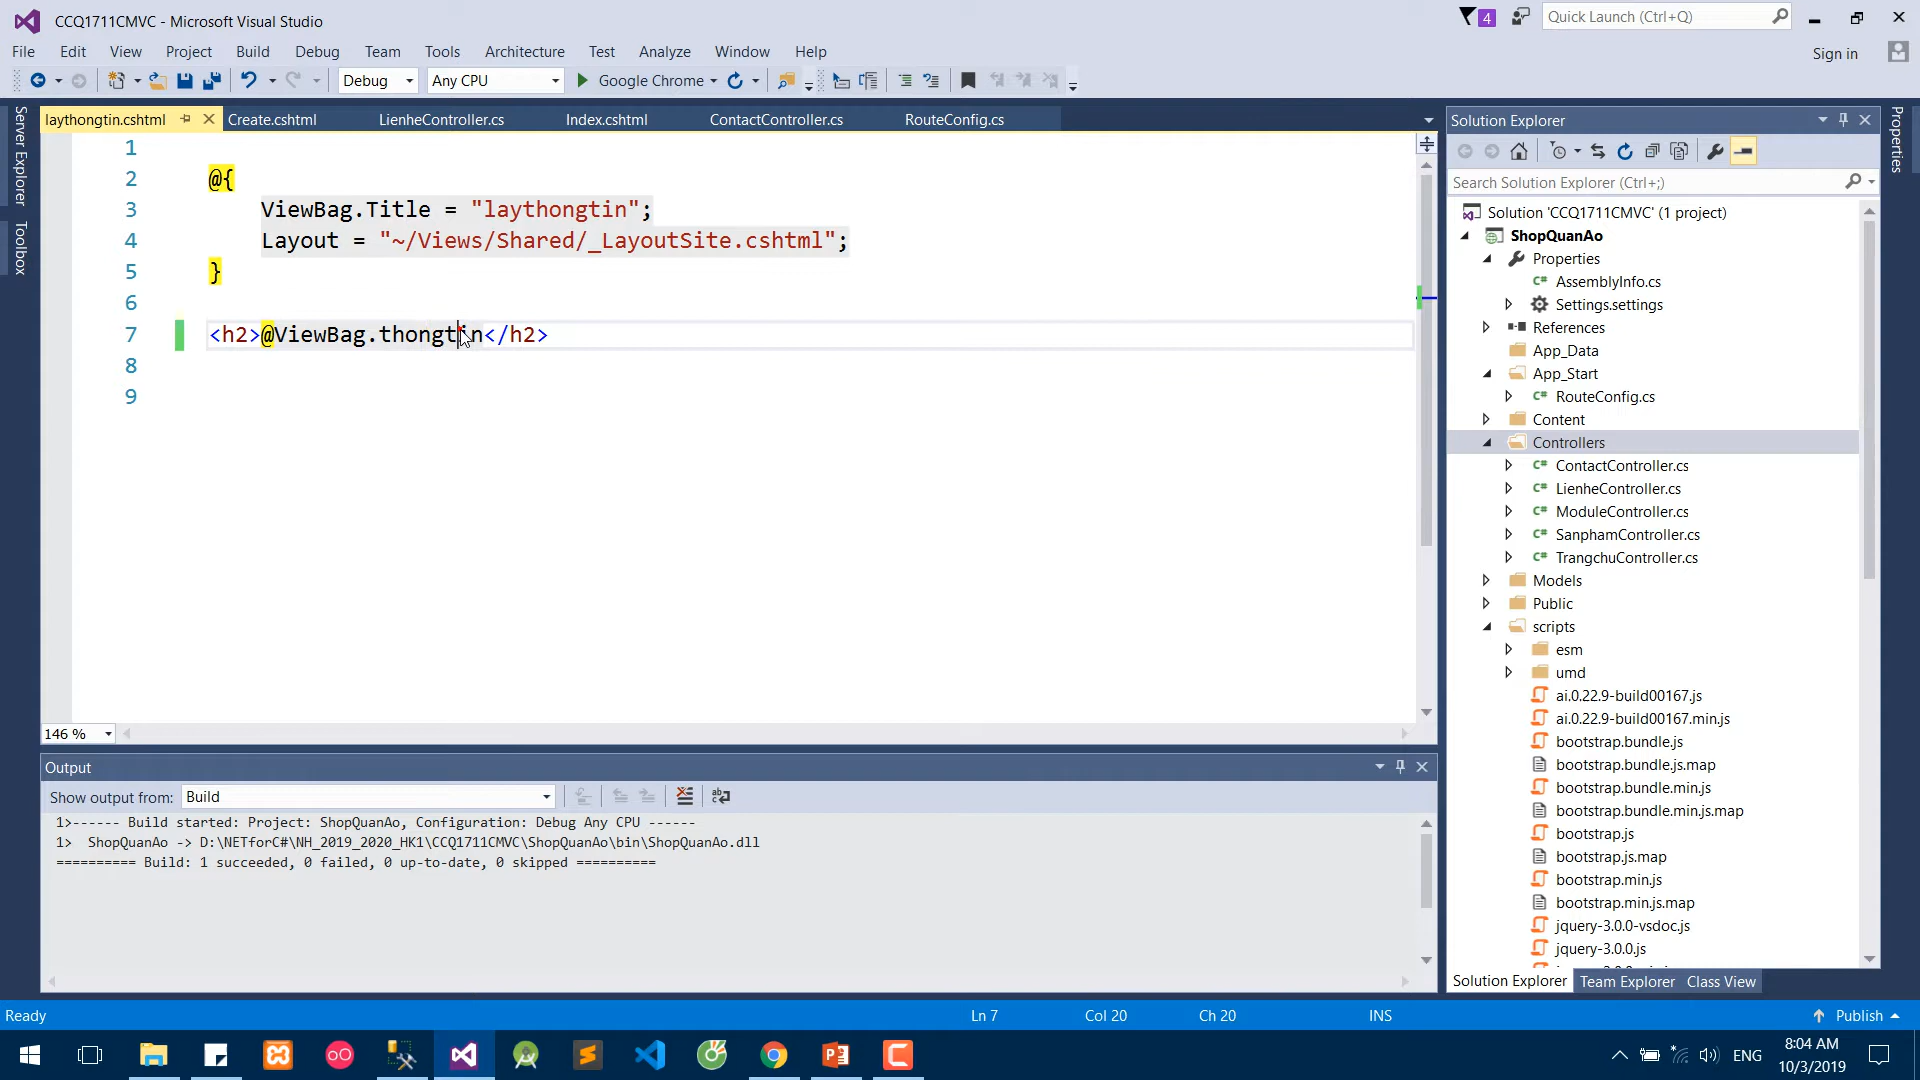 CCQ1711CMVC - Microsoft Visual Studio
4
Quick Launch (Ctrl+Q)
File Edit View Project Build Debug Team Tools Architecture Test Analyze Window Help
Sign in
Debug Any CPU Google Chrome
Server Explorer
Toolbox
laythongtin.cshtml Create.cshtml LienheController.cs Index.cshtml ContactController.cs RouteConfig.cs
1
2 @{
3 ViewBag.Title = "laythongtin";
4 Layout = "~/Views/Shared/_LayoutSite.cshtml";
5 }
6
7 <h2>@ViewBag.thongtin</h2>
8
9
146 %
Output
Show output from: Build
1>------ Build started: Project: ShopQuanAo, Configuration: Debug Any CPU ------
1>  ShopQuanAo -> D:\NETforC#\NH_2019_2020_HK1\CCQ1711CMVC\ShopQuanAo\bin\ShopQuanAo.dll
========== Build: 1 succeeded, 0 failed, 0 up-to-date, 0 skipped ==========
Solution Explorer
Properties
Search Solution Explorer (Ctrl+;)
Solution 'CCQ1711CMVC' (1 project)
ShopQuanAo
Properties
C# AssemblyInfo.cs
Settings.settings
References
App_Data
App_Start
C# RouteConfig.cs
Content
Controllers
C# ContactController.cs
C# LienheController.cs
C# ModuleController.cs
C# SanphamController.cs
C# TrangchuController.cs
Models
Public
scripts
esm
umd
ai.0.22.9-build00167.js
ai.0.22.9-build00167.min.js
bootstrap.bundle.js
bootstrap.bundle.js.map
bootstrap.bundle.min.js
bootstrap.bundle.min.js.map
bootstrap.js
bootstrap.js.map
bootstrap.min.js
bootstrap.min.js.map
jquery-3.0.0-vsdoc.js
jquery-3.0.0.js
Solution Explorer Team Explorer Class View
Ready Ln 7 Col 20 Ch 20 INS Publish
ENG
8:04 AM
10/3/2019